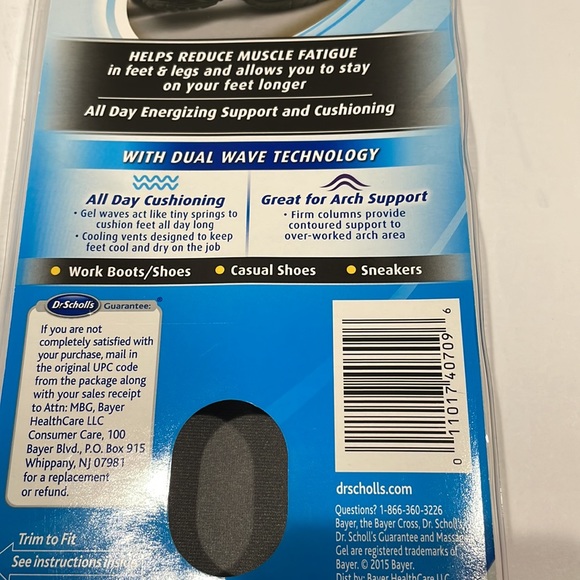 HELPS REDUCE MUSCLE FATIGUE
in feet & legs and allows you to stay
on your feet longer
All Day Energizing Support and Cushioning
WITH DUAL WAVE TECHNOLOGY
All Day Cushioning
• Gel waves act like tiny springs to
cushion feet all day long
• Cooling vents designed to keep
feet cool and dry on the job
Great for Arch Support
• Firm columns provide
contoured support to
over-worked arch area
• Work Boots/Shoes • Casual Shoes • Sneakers
Dr Scholl's Guarantee:
If you are not
completely satisfied with
your purchase, mail in
the original UPC code
from the package along
with your sales receipt
to Attn: MBG, Bayer
HealthCare LLC
Consumer Care, 100
Bayer Blvd., P.O. Box 915
Whippany, NJ 07981
for a replacement
or refund.
0 11017 40709 6
drscholls.com
Questions? 1-866-360-3226
Bayer, the Bayer Cross, Dr. Scholl's,
Dr. Scholl's Guarantee and
Gel are registered trademarks of
Bayer. © 2015 Bayer.
Dist by: Bayer HealthCare LLC
Trim to Fit
See instructions inside